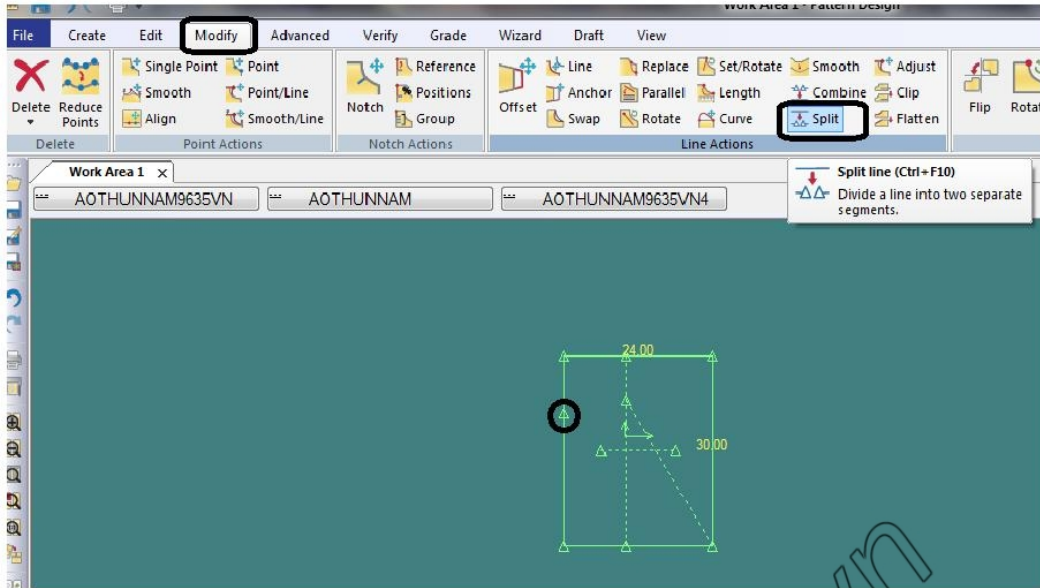 Work Area 1 - Pattern Design
File Create Edit Modify Advanced Verify Grade Wizard Draft View
Delete
Reduce Points
Single Point
Smooth
Align
Point
Point/Line
Smooth/Line
Notch
Reference
Positions
Group
Offset
Line
Anchor
Swap
Replace
Parallel
Rotate
Set/Rotate
Length
Curve
Smooth
Combine
Split
Adjust
Clip
Flatten
Flip
Delete Point Actions Notch Actions Line Actions
Work Area 1 x
AOTHUNNAM9635VN AOTHUNNAM AOTHUNNAM9635VN4
Split line (Ctrl+F10)
Divide a line into two separate
segments.
24.00
30.00